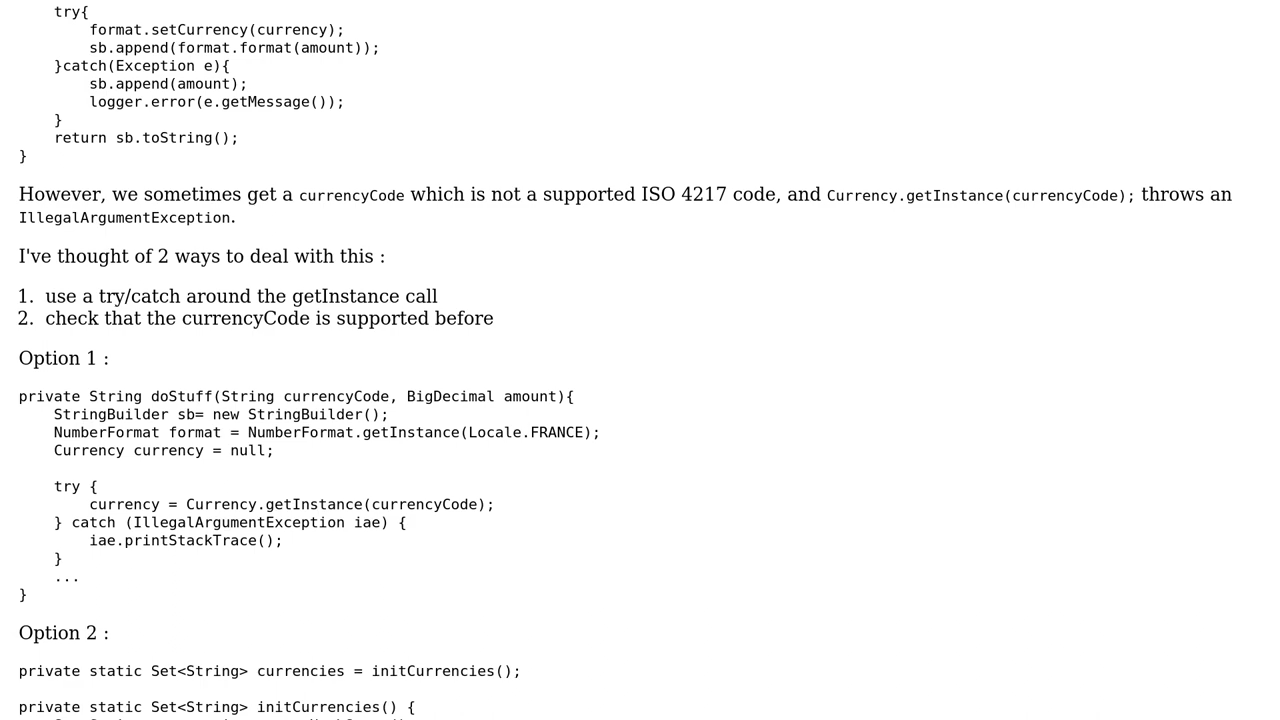 try{
format.setCurrency(currency);
sb.append(format.format(amount));
}catch(Exception e){
sb.append(amount);
logger.error(e.getMessage());
}
return sb.toString();
}
However, we sometimes get a currencyCode which is not a supported ISO 4217 code, and Currency.getInstance(currencyCode); throws an
IllegalArgumentException.
I've thought of 2 ways to deal with this :
1. use a try/catch around the getInstance call
2. check that the currencyCode is supported before
Option 1 :
private String doStuff(String currencyCode, BigDecimal amount){
StringBuilder sb= new StringBuilder();
NumberFormat format = NumberFormat.getInstance(Locale.FRANCE);
Currency currency = null;
try {
currency = Currency.getInstance(currencyCode);
} catch (IllegalArgumentException iae) {
iae.printStackTrace();
}
...
}
Option 2 :
private static Set<String> currencies = initCurrencies();
private static Set<String> initCurrencies() {